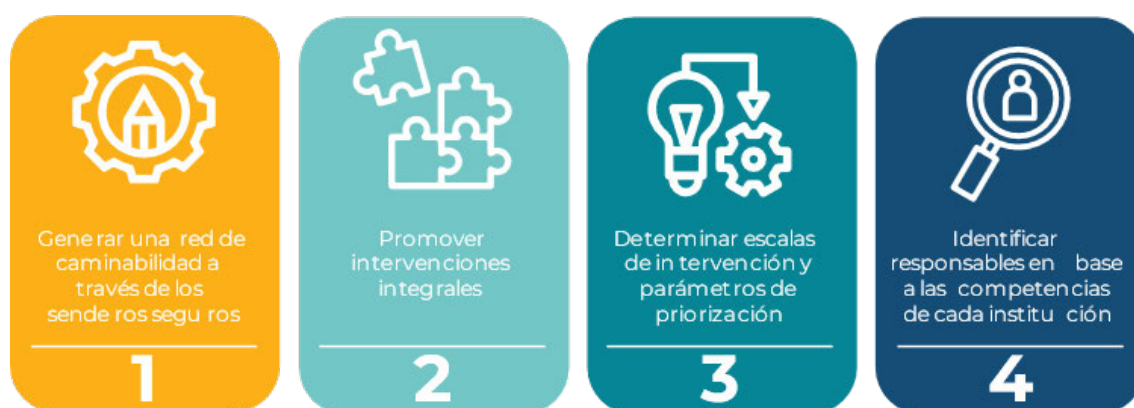 Generar una red de
caminabilidad a
través de los
senderos seguros
1
Promover
intervenciones
integrales
2
Determinar escalas
de intervención y
parámetros de
priorización
3
Identificar
responsables en base
a las competencias
de cada institución
4